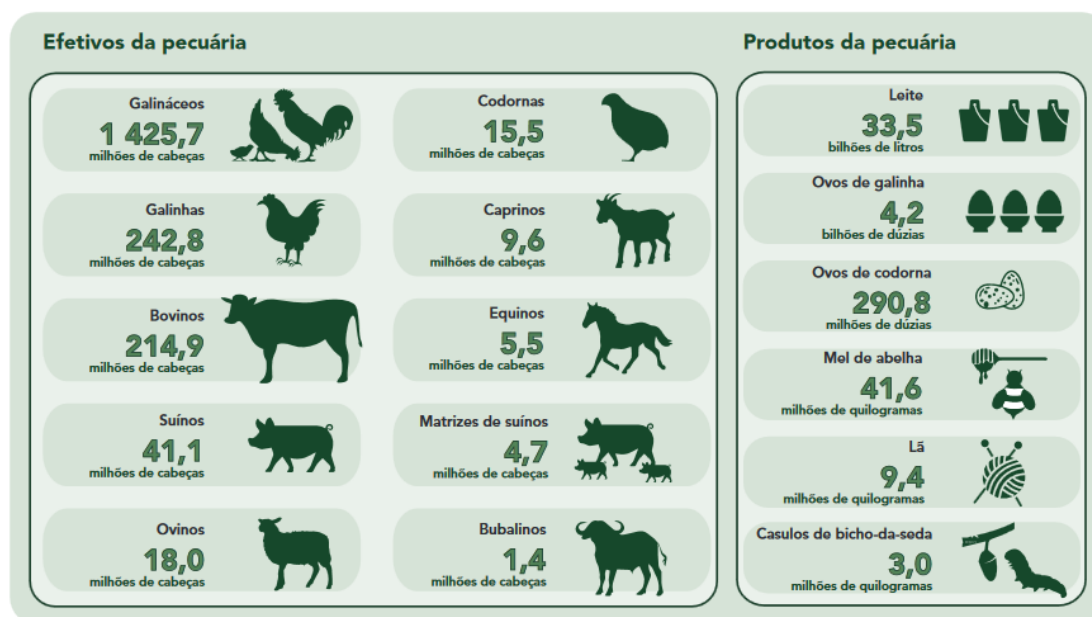 Efetivos da pecuária
Galináceos
1 425,7
milhões de cabeças
Galinhas
242,8
milhões de cabeças
Bovinos
214,9
milhões de cabeças
Suínos
41,1
milhões de cabeças
Ovinos
18,0
milhões de cabeças
Codornas
15,5
milhões de cabeças
Caprinos
9,6
milhões de cabeças
Equinos
5,5
milhões de cabeças
Matrizes de suínos
4,7
milhões de cabeças
Bubalinos
1,4
milhões de cabeças
Produtos da pecuária
Leite
33,5
bilhões de litros
Ovos de galinha
4,2
bilhões de dúzias
Ovos de codorna
290,8
milhões de dúzias
Mel de abelha
41,6
milhões de quilogramas
Lã
9,4
milhões de quilogramas
Casulos de bicho-da-seda
3,0
milhões de quilogramas